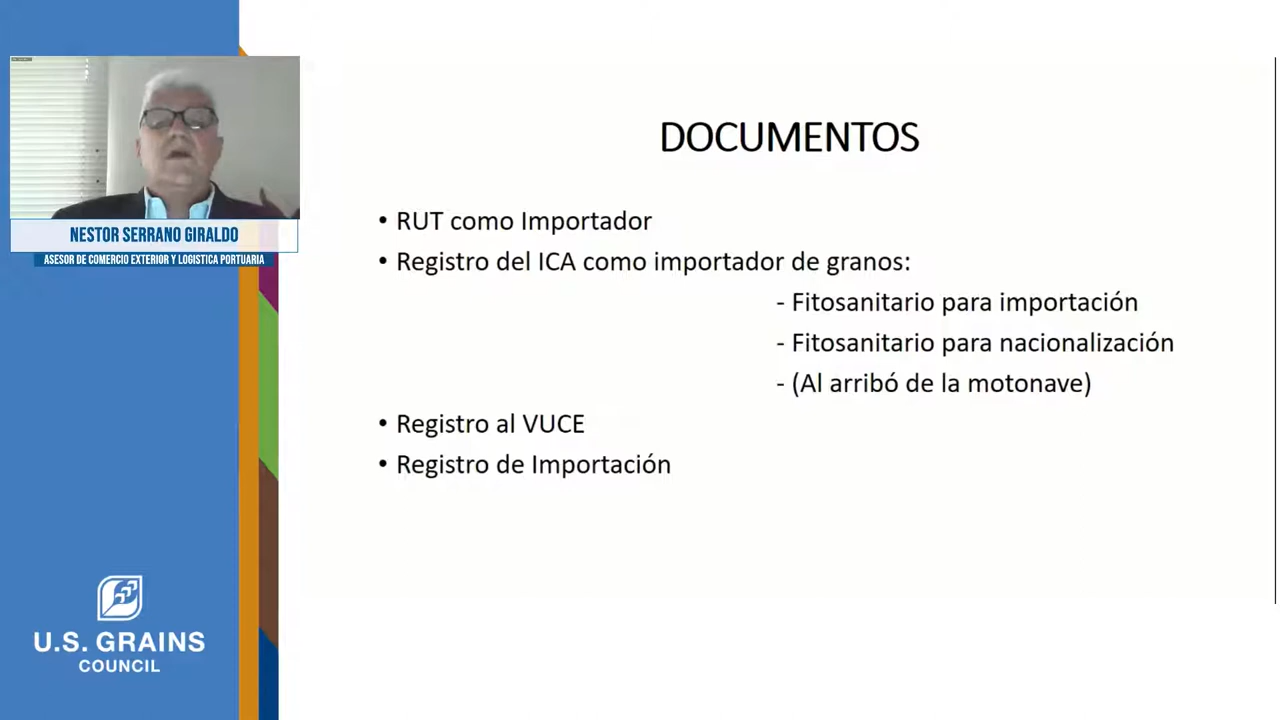 DOCUMENTOS
• RUT como Importador
• Registro del ICA como importador de granos:
- Fitosanitario para importación
- Fitosanitario para nacionalización
- (Al arribó de la motonave)
• Registro al VUCE
• Registro de Importación
NESTOR SERRANO GIRALDO
ASESOR DE COMERCIO EXTERIOR Y LOGISTICA PORTUARIA
U.S. GRAINS
COUNCIL